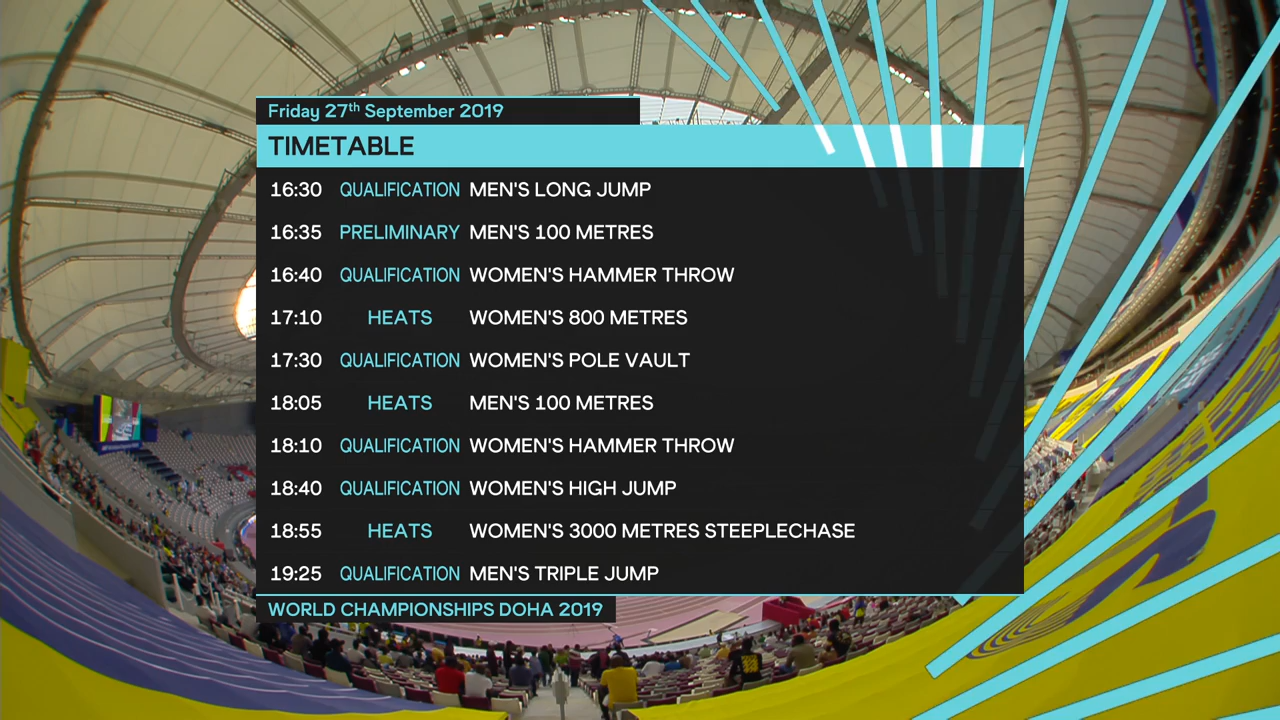 Friday 27th September 2019
TIMETABLE
16:30 QUALIFICATION MEN'S LONG JUMP
16:35 PRELIMINARY MEN'S 100 METRES
16:40 QUALIFICATION WOMEN'S HAMMER THROW
17:10 HEATS WOMEN'S 800 METRES
17:30 QUALIFICATION WOMEN'S POLE VAULT
18:05 HEATS MEN'S 100 METRES
18:10 QUALIFICATION WOMEN'S HAMMER THROW
18:40 QUALIFICATION WOMEN'S HIGH JUMP
18:55 HEATS WOMEN'S 3000 METRES STEEPLECHASE
19:25 QUALIFICATION MEN'S TRIPLE JUMP
WORLD CHAMPIONSHIPS DOHA 2019